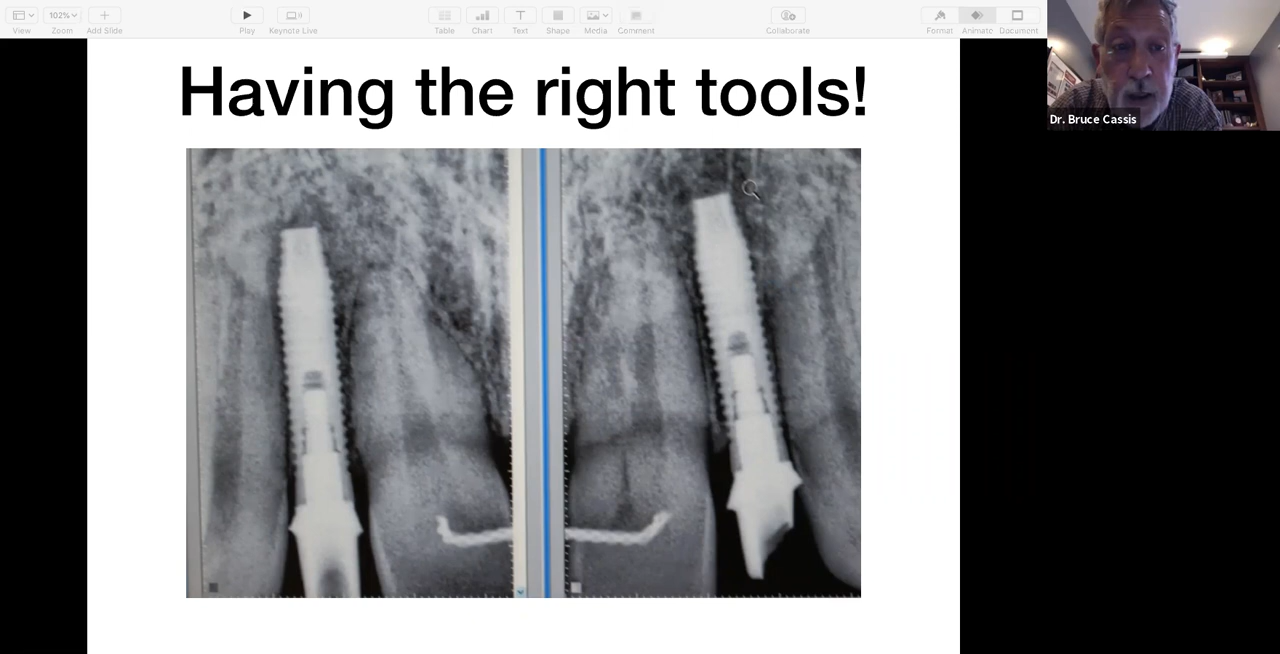 View
Zoom
Add Slide
102%
Play
Keynote Live
Table
Chart
Text
Shape
Media
Comment
Collaborate
Format
Animate
Document
Having the right tools!
Dr. Bruce Cassis